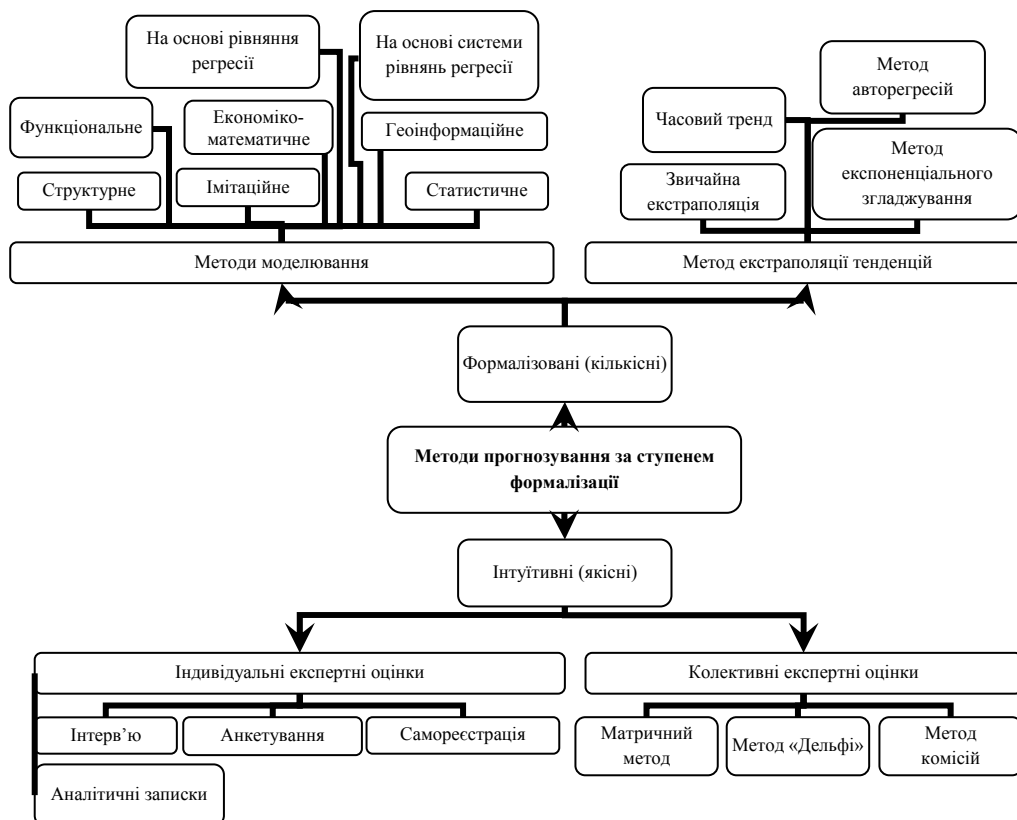 На основі рівняння
регресії
На основі системи
рівнянь регресії
Метод
авторегресій
Функціональне
Економіко-
математичне
Геоінформаційне
Часовий тренд
Метод
експоненціального
згладжування
Структурне
Імітаційне
Статистичне
Звичайна
екстраполяція
Методи моделювання
Метод екстраполяції тенденцій
Формалізовані (кількісні)
Методи прогнозування за ступенем
формалізації
Інтуїтивні (якісні)
Індивідуальні експертні оцінки
Колективні експертні оцінки
Інтерв’ю
Анкетування
Самореєстрація
Матричний
метод
Метод «Дельфі»
Метод
комісій
Аналітичні записки